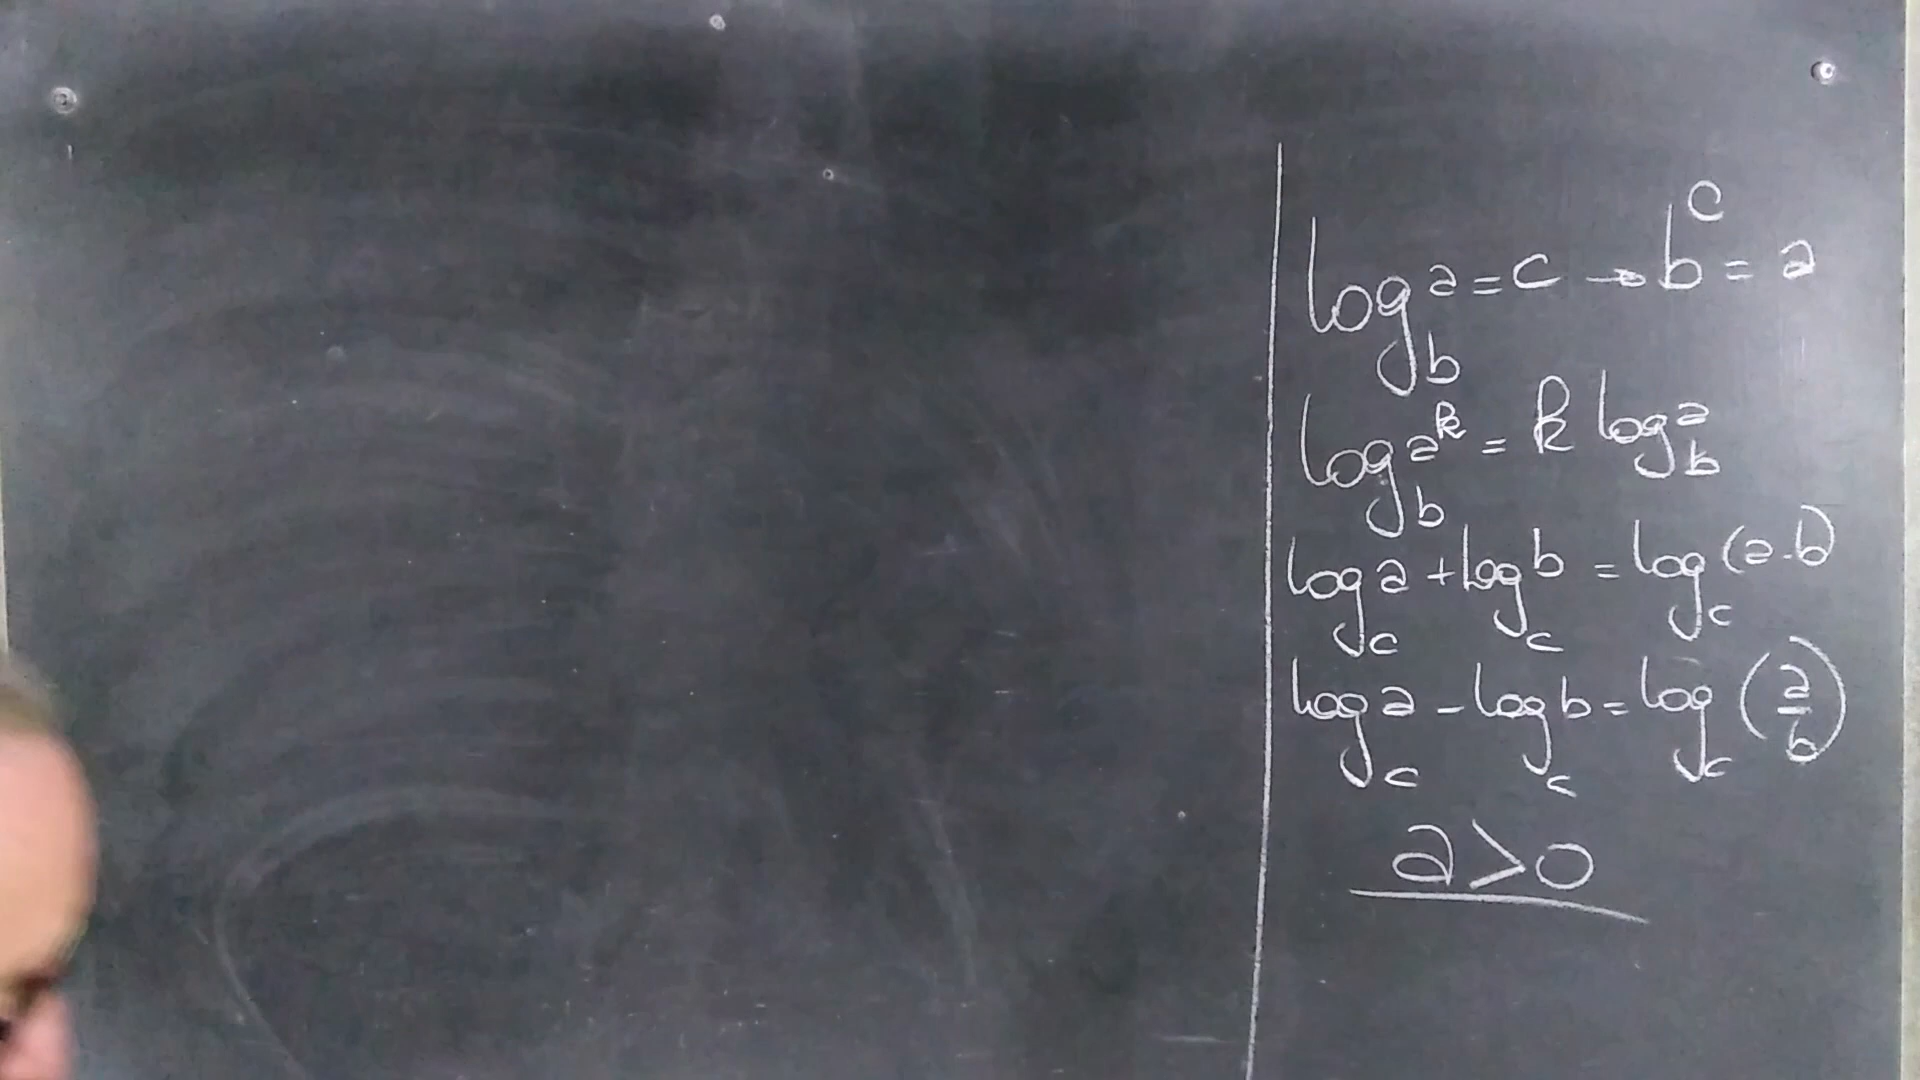 log_b a = c → b^c = a
log_b a^k = k log_b a
log_c a + log_c b = log_c (a·b)
log_c a - log_c b = log_c (a/b)
a>0